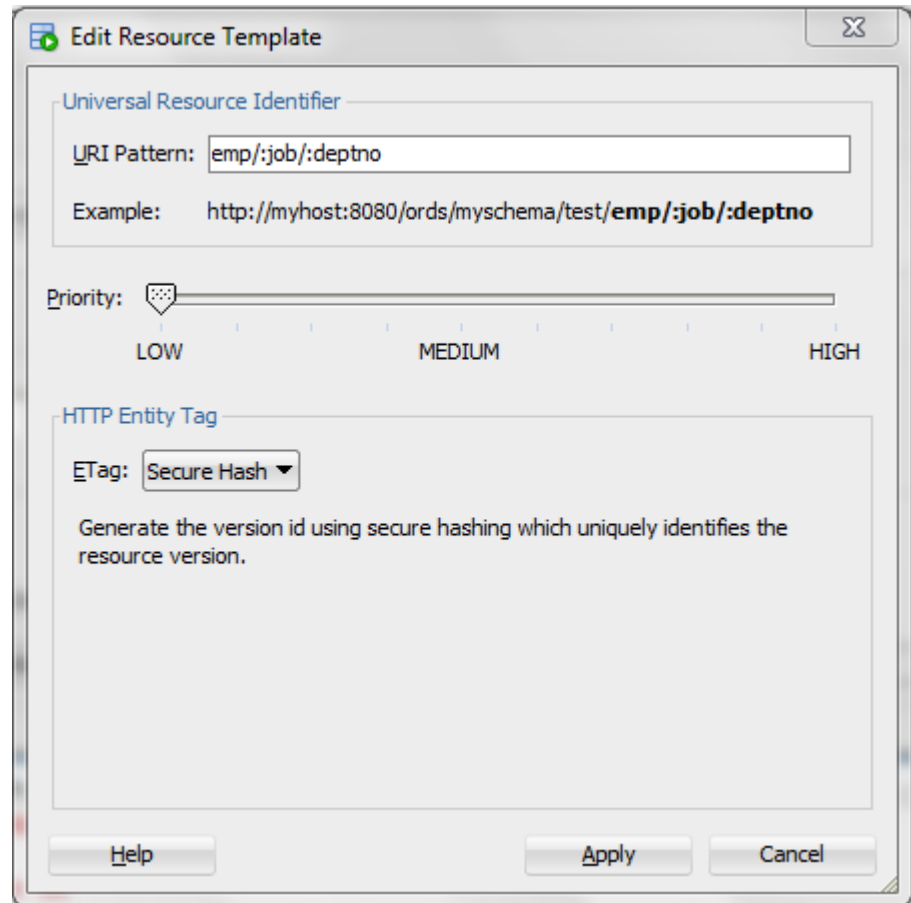 Edit Resource Template
Universal Resource Identifier
URI Pattern: emp/:job/:deptno
Example: http://myhost:8080/ords/myschema/test/emp/:job/:deptno
Priority:
LOW MEDIUM HIGH
HTTP Entity Tag
ETag: Secure Hash
Generate the version id using secure hashing which uniquely identifies the
resource version.
Help Apply Cancel